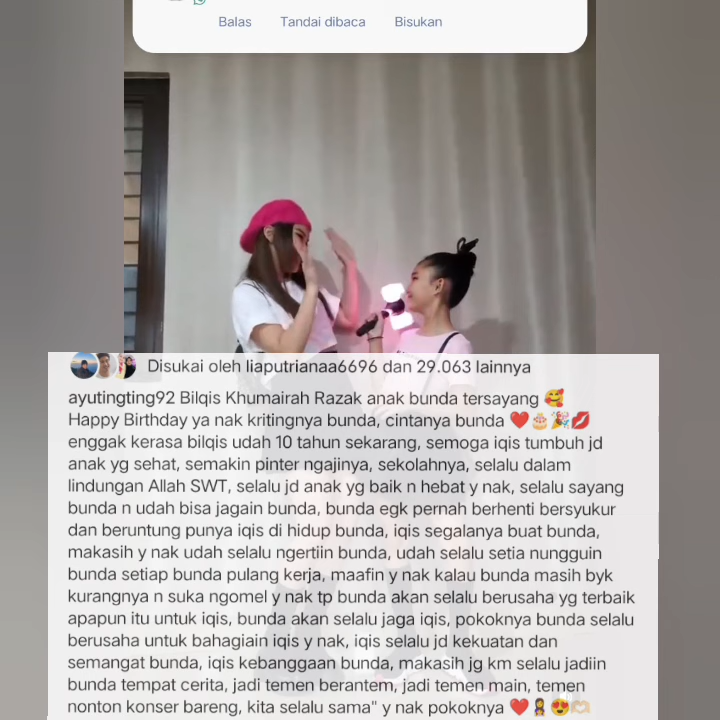 Balas Tandai dibaca Bisukan
Disukai oleh liaputrianaa6696 dan 29.063 lainnya
ayutingting92 Bilqis Khumairah Razak anak bunda tersayang 🥰
Happy Birthday ya nak kritingnya bunda, cintanya bunda ❤️🎂🎉💋
enggak kerasa bilqis udah 10 tahun sekarang, semoga iqis tumbuh jd
anak yg sehat, semakin pinter ngajinya, sekolahnya, selalu dalam
lindungan Allah SWT, selalu jd anak yg baik n hebat y nak, selalu sayang
bunda n udah bisa jagain bunda, bunda egk pernah berhenti bersyukur
dan beruntung punya iqis di hidup bunda, iqis segalanya buat bunda,
makasih y nak udah selalu ngertiin bunda, udah selalu setia nungguin
bunda setiap bunda pulang kerja, maafin y nak kalau bunda masih byk
kurangnya n suka ngomel y nak tp bunda akan selalu berusaha yg terbaik
apapun itu untuk iqis, bunda akan selalu jaga iqis, pokoknya bunda selalu
berusaha untuk bahagiain iqis y nak, iqis selalu jd kekuatan dan
semangat bunda, iqis kebanggaan bunda, makasih jg km selalu jadiin
bunda tempat cerita, jadi temen berantem, jadi temen main, temen
nonton konser bareng, kita selalu sama" y nak pokoknya ❤️👩‍👧😍🫶